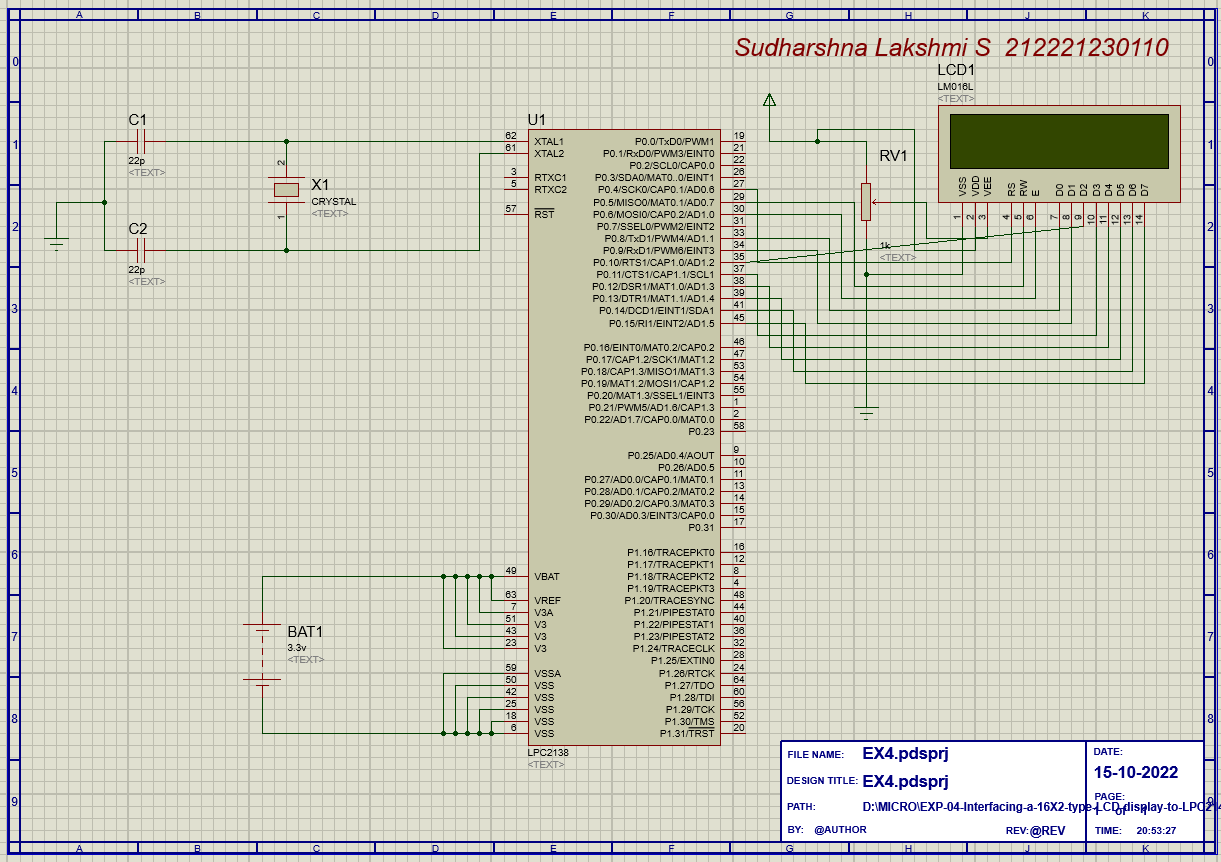 A B C D E F G H J K
Sudharshna Lakshmi S 212221230110
0 0
LCD1
LM016L
<TEXT>
C1
22p
<TEXT>
1 1
U1
62 XTAL1
61 XTAL2
3 RTXC1
5 RTXC2
57 RST
P0.0/TxD0/PWM1 19
P0.1/RxD0/PWM3/EINT0 21
P0.2/SCL0/CAP0.0 22
P0.3/SDA0/MAT0..0/EINT1 26
P0.4/SCK0/CAP0.1/AD0.6 27
P0.5/MISO0/MAT0.1/AD0.7 29
P0.6/MOSI0/CAP0.2/AD1.0 30
P0.7/SSEL0/PWM2/EINT2 31
P0.8/TxD1/PWM4/AD1.1 33
P0.9/RxD1/PWM6/EINT3 34
P0.10/RTS1/CAP1.0/AD1.2 35
P0.11/CTS1/CAP1.1/SCL1 37
P0.12/DSR1/MAT1.0/AD1.3 38
P0.13/DTR1/MAT1.1/AD1.4 39
P0.14/DCD1/EINT1/SDA1 41
P0.15/RI1/EINT2/AD1.5 45
P0.16/EINT0/MAT0.2/CAP0.2 46
P0.17/CAP1.2/SCK1/MAT1.2 47
P0.18/CAP1.3/MISO1/MAT1.3 53
P0.19/MAT1.2/MOSI1/CAP1.2 54
P0.20/MAT1.3/SSEL1/EINT3 55
P0.21/PWM5/AD1.6/CAP1.3 1
P0.22/AD1.7/CAP0.0/MAT0.0 2
P0.23 58
P0.25/AD0.4/AOUT 9
P0.26/AD0.5 10
P0.27/AD0.0/CAP0.1/MAT0.1 11
P0.28/AD0.1/CAP0.2/MAT0.2 13
P0.29/AD0.2/CAP0.3/MAT0.3 14
P0.30/AD0.3/EINT3/CAP0.0 15
P0.31 17
P1.16/TRACEPKT0 16
P1.17/TRACEPKT1 12
P1.18/TRACEPKT2 8
P1.19/TRACEPKT3 4
P1.20/TRACESYNC 48
P1.21/PIPESTAT0 44
P1.22/PIPESTAT1 40
P1.23/PIPESTAT2 36
P1.24/TRACECLK 32
P1.25/EXTIN0 28
P1.26/RTCK 24
P1.27/TDO 64
P1.28/TDI 60
P1.29/TCK 56
P1.30/TMS 52
P1.31/TRST 20
RV1
1k
<TEXT>
VSS VDD VEE RS RW E D0 D1 D2 D3 D4 D5 D6 D7
1 2 3 4 5 6 7 8 9 10 11 12 13 14
2
X1
CRYSTAL
<TEXT>
1
C2
22p
<TEXT>
2 2
3 3
4 4
5 5
6 6
49 VBAT
63 VREF
7 V3A
51 V3
43 V3
23 V3
59 VSSA
50 VSS
42 VSS
25 VSS
18 VSS
6 VSS
BAT1
3.3v
<TEXT>
7 7
8 8
LPC2138
<TEXT>
FILE NAME: EX4.pdsprj
DESIGN TITLE: EX4.pdsprj
PATH: D:\MICRO\EXP-04-Interfacing-a-16X2-type-LCD-display-to-LPC214
BY: @AUTHOR REV:@REV
DATE:
15-10-2022
PAGE:
TIME: 20:53:27
9
A B C D E F G H J K